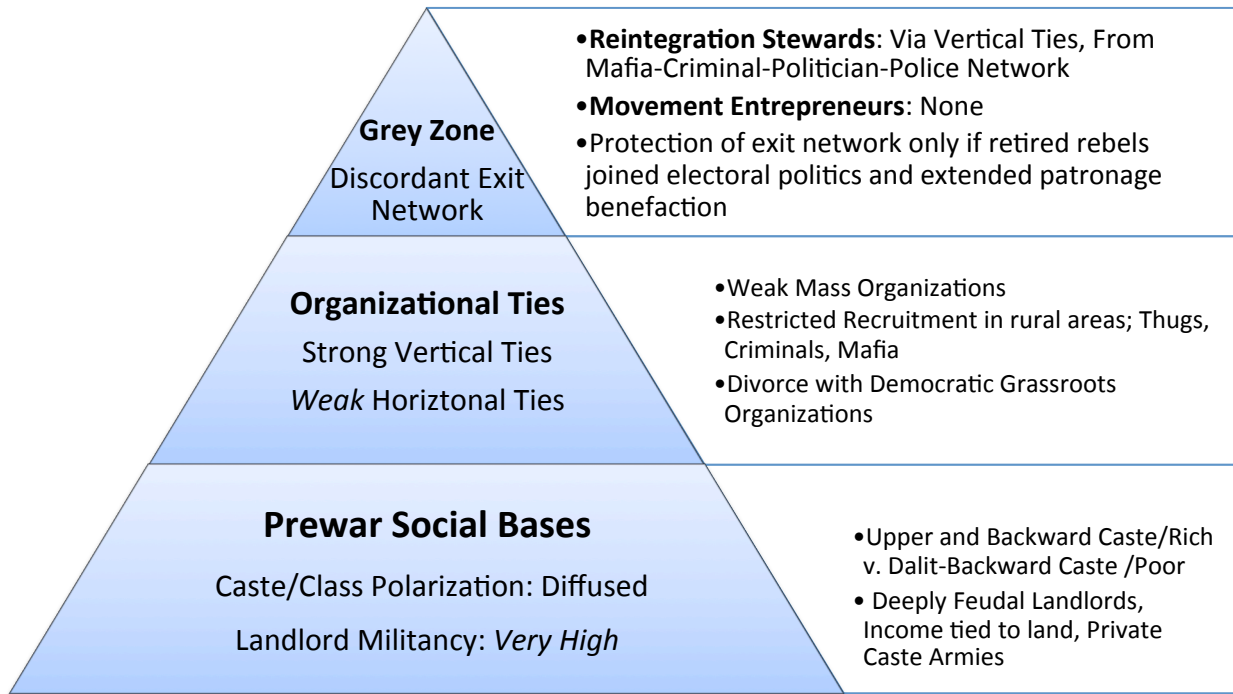 Grey Zone
Discordant Exit
Network
•Reintegration Stewards: Via Vertical Ties, From
Mafia-Criminal-Politician-Police Network
•Movement Entrepreneurs: None
•Protection of exit network only if retired rebels
joined electoral politics and extended patronage
benefaction
Organizational Ties
Strong Vertical Ties
Weak Horiztonal Ties
•Weak Mass Organizations
•Restricted Recruitment in rural areas; Thugs,
Criminals, Mafia
•Divorce with Democratic Grassroots
Organizations
Prewar Social Bases
Caste/Class Polarization: Diffused
Landlord Militancy: Very High
•Upper and Backward Caste/Rich
v. Dalit-Backward Caste /Poor
• Deeply Feudal Landlords,
Income tied to land, Private
Caste Armies